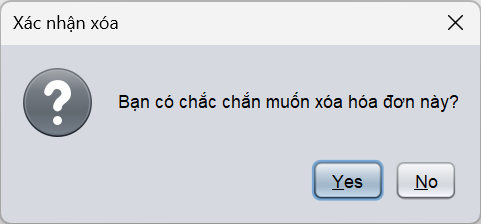 Xác nhận xóa
Bạn có chắc chắn muốn xóa hóa đơn này?
Yes No